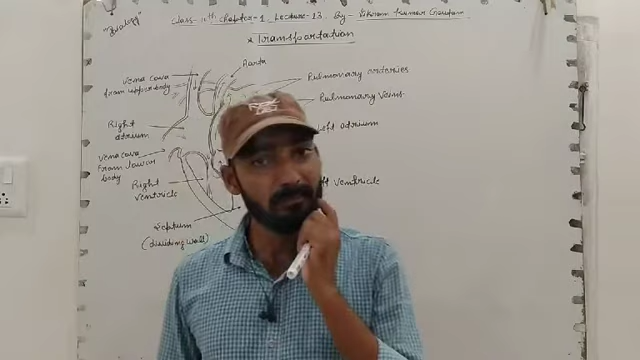 "Biology"
Class-10th Chapter-1 Lecture-13 By- Vikram Kumar Gautam
* Transportation
Aorta
vena cava
from upper body
Pulmonary arteries
Pulmonary Veins
Right
atrium
Left atrium
vena cava
from lower
body
Right
ventricle
ventricle
Septum
(dividing wall)